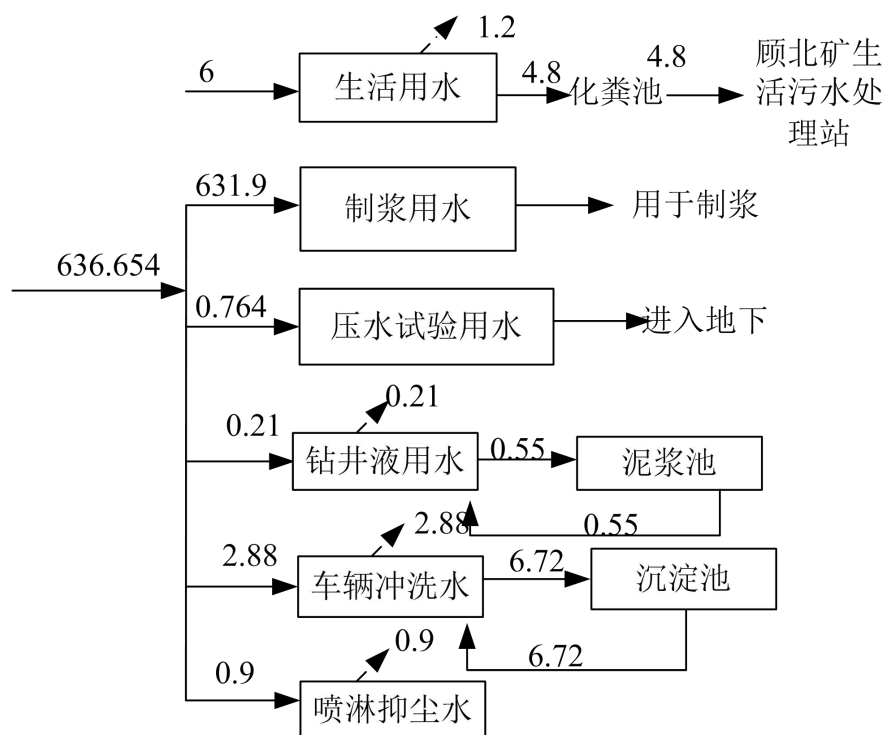 1.2
6
生活用水
4.8
化粪池
4.8
顾北矿生
活污水处
理站
631.9
制浆用水
用于制浆
636.654
0.764
压水试验用水
进入地下
0.21
0.21
钻井液用水
0.55
泥浆池
0.55
2.88
2.88
车辆冲洗水
6.72
沉淀池
6.72
0.9
0.9
喷淋抑尘水